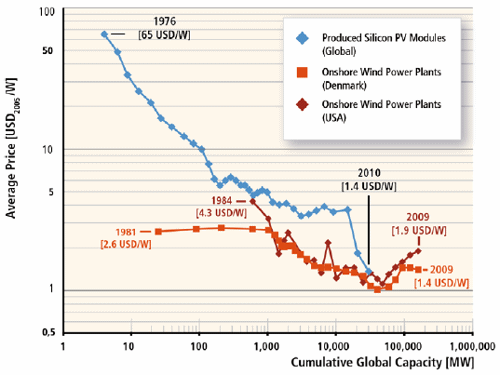 Average Price [USD2005/W]
100
50
10
5
1
0,5
1976
[65 USD/W]
Produced Silicon PV Modules
(Global)
Onshore Wind Power Plants
(Denmark)
Onshore Wind Power Plants
(USA)
2010
[1.4 USD/W]
1984
[4.3 USD/W]
1981
[2.6 USD/W]
2009
[1.9 USD/W]
2009
[1.4 USD/W]
1
10
100
1,000
10,000
100,000
1,000,000
Cumulative Global Capacity [MW]